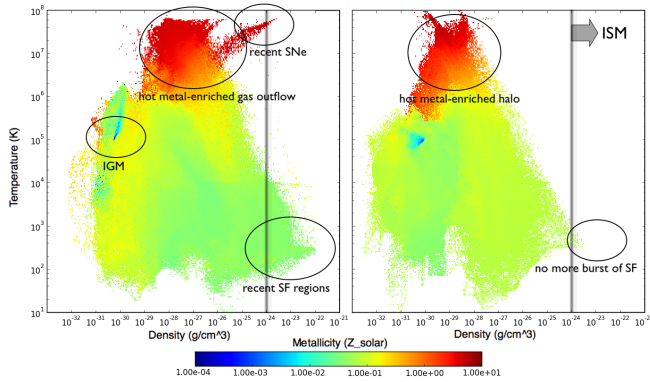 10^8
10^7
10^6
10^5
10^4
10^3
10^2
10^1
Temperature (K)
recent SNe
hot metal-enriched gas outflow
IGM
recent SF regions
10^-32 10^-31 10^-30 10^-29 10^-28 10^-27 10^-26 10^-25 10^-24 10^-23 10^-22 10^-21
Density (g/cm^3)
ISM
hot metal-enriched halo
no more burst of SF
10^-32 10^-31 10^-30 10^-29 10^-28 10^-27 10^-26 10^-25 10^-24 10^-23 10^-22 10^-21
Density (g/cm^3)
Metallicity (Z_solar)
1.00e-04 1.00e-03 1.00e-02 1.00e-01 1.00e+00 1.00e+01